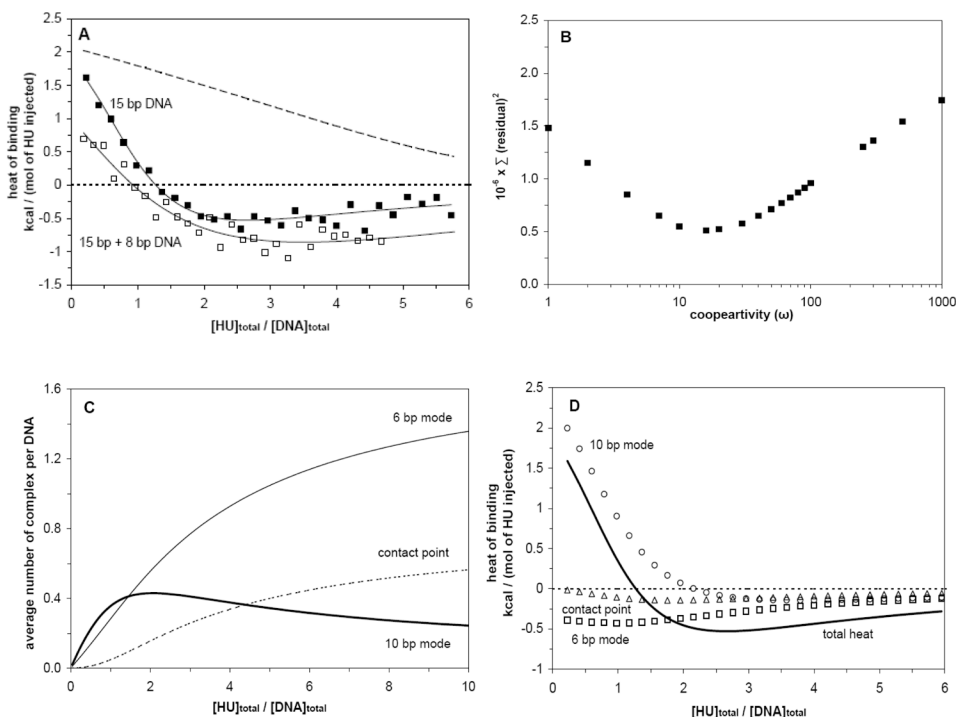 A
heat of binding
kcal / (mol of HU injected)
2
1.5
1
0.5
0
-0.5
-1
-1.5
15 bp DNA
15 bp + 8 bp DNA
0 1 2 3 4 5 6
[HU]total / [DNA]total
B
10-6 x ∑ (residual)2
2.5
2.0
1.5
1.0
0.5
0.0
1 10 100 1000
coopeartivity (ω)
C
average number of complex per DNA
1.6
1.2
0.8
0.4
0.0
6 bp mode
contact point
10 bp mode
0 2 4 6 8 10
[HU]total / [DNA]total
D
heat of binding
kcal / (mol of HU injected)
2.5
2
1.5
1
0.5
0
-0.5
-1
10 bp mode
contact point
6 bp mode
total heat
0 1 2 3 4 5 6
[HU]total / [DNA]total